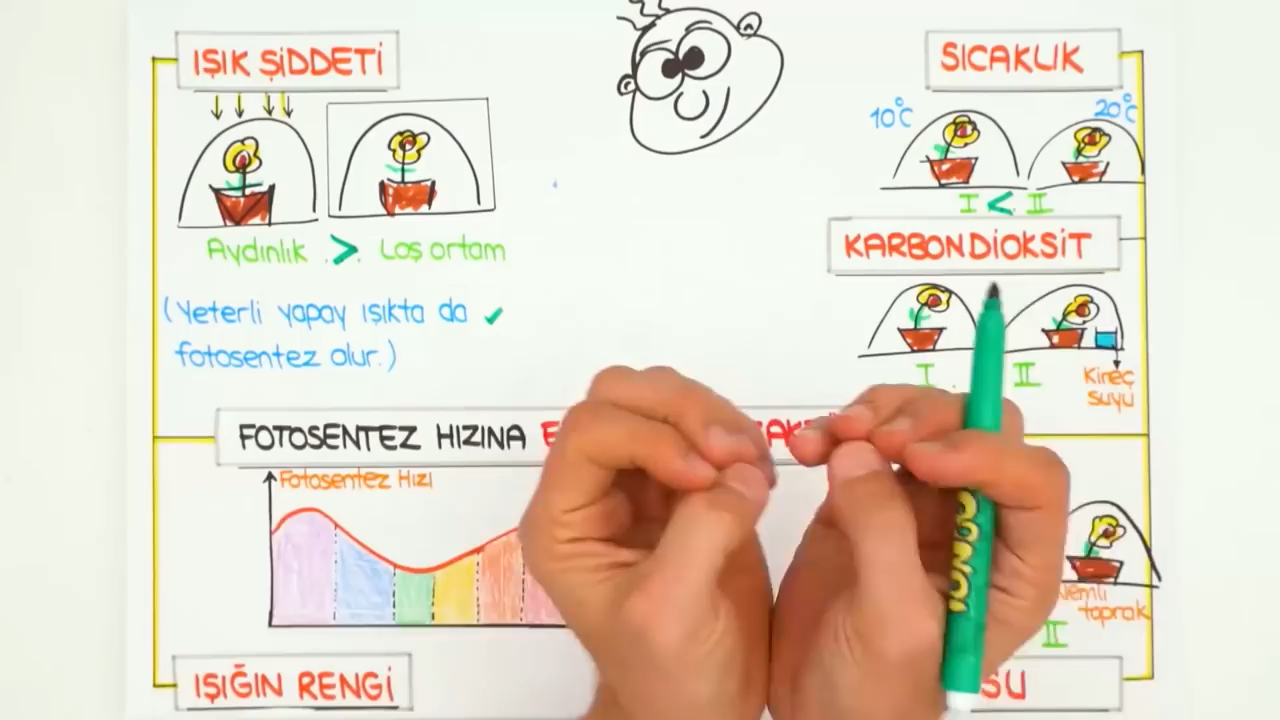 IŞIK ŞİDDETİ
Aydınlık > Loş ortam
(Yeterli yapay ışıkta da ✓
fotosentez olur.)
SICAKLIK
10°C
20°C
I < II
KARBONDİOKSİT
I . II
Kireç
suyu
FOTOSENTEZ HIZINA
Fotosentez Hızı
IŞIĞIN RENGİ
Nemli
toprak
II
SU
MONO